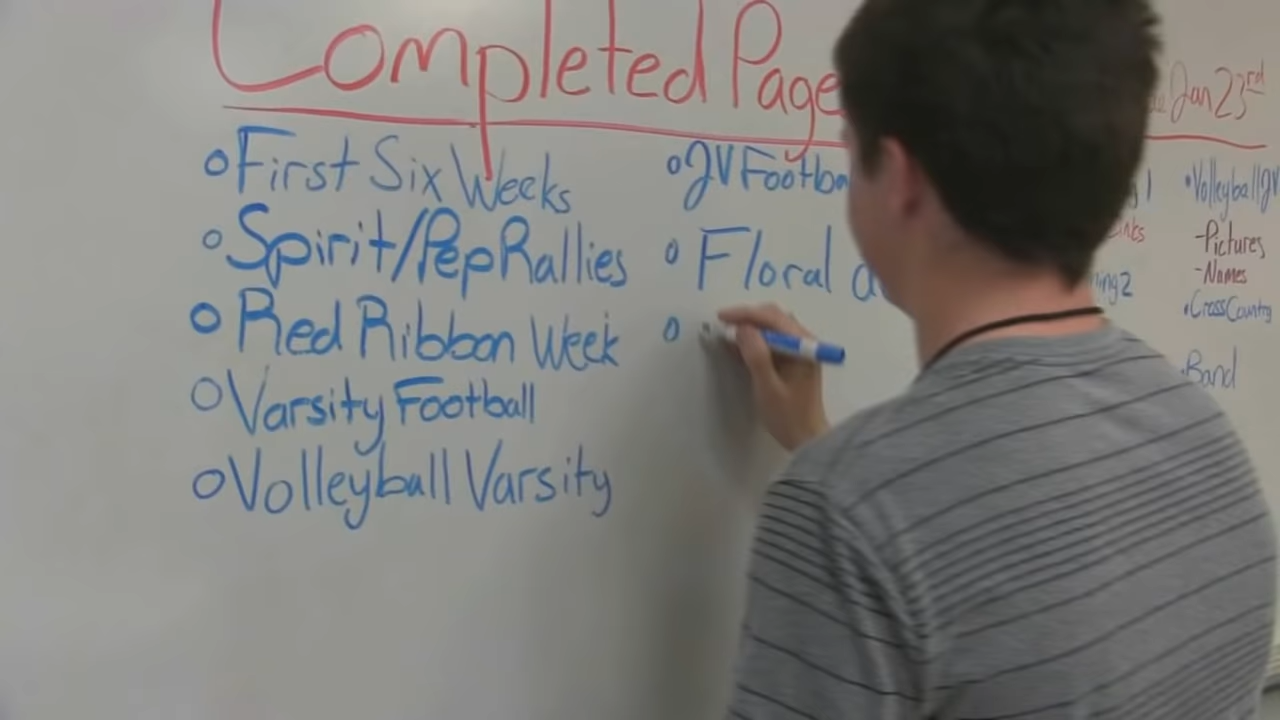 Completed Page
First Six Weeks
Spirit/Pep Rallies
Red Ribbon Week
Varsity Football
Volleyball Varsity
JV Footba
Floral
Jan 23rd
Volleyball JV
-Pictures
-Names
Cross Country
Band